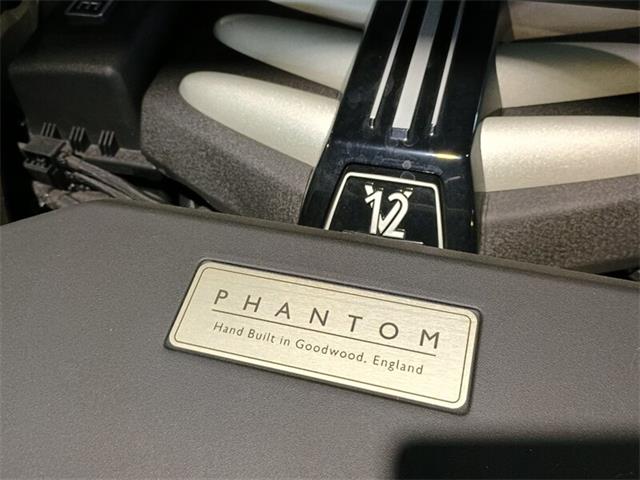 V12
PHANTOM
Hand Built in Goodwood, England